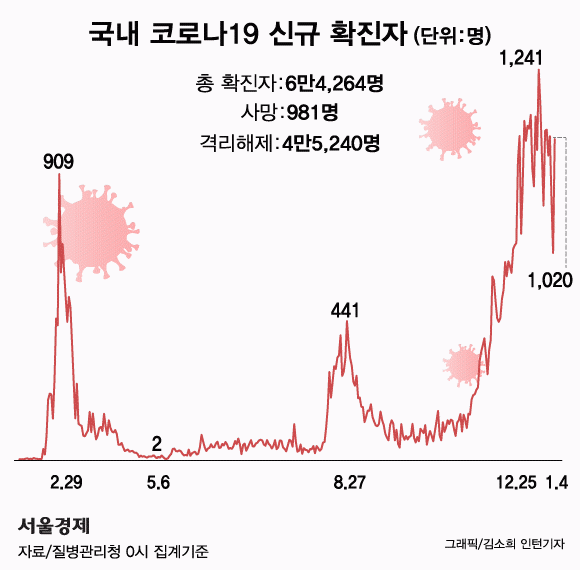 국내 코로나19 신규 확진자 (단위:명)
총 확진자:6만4,264명
사망:981명
격리해제:4만5,240명
1,241
909
441
2
1,020
2.29 5.6 8.27 12.25 1.4
서울경제
자료/질병관리청 0시 집계기준
그래픽/김소희 인턴기자